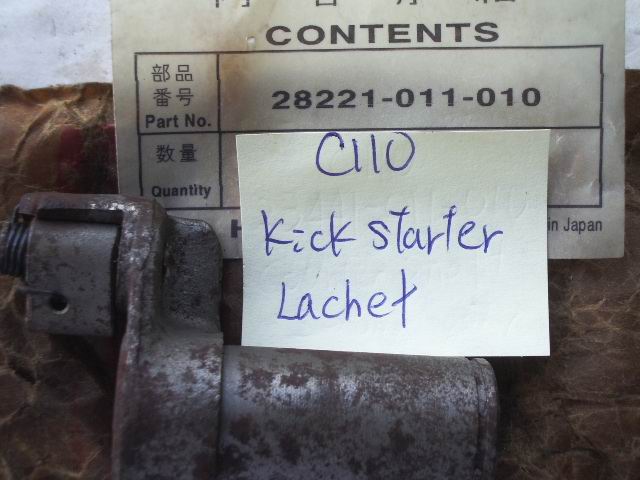 CONTENTS
部品
番号
Part No.
28221-011-010
数量
Quantity
C110
Kick starter
Lachet
H
in Japan